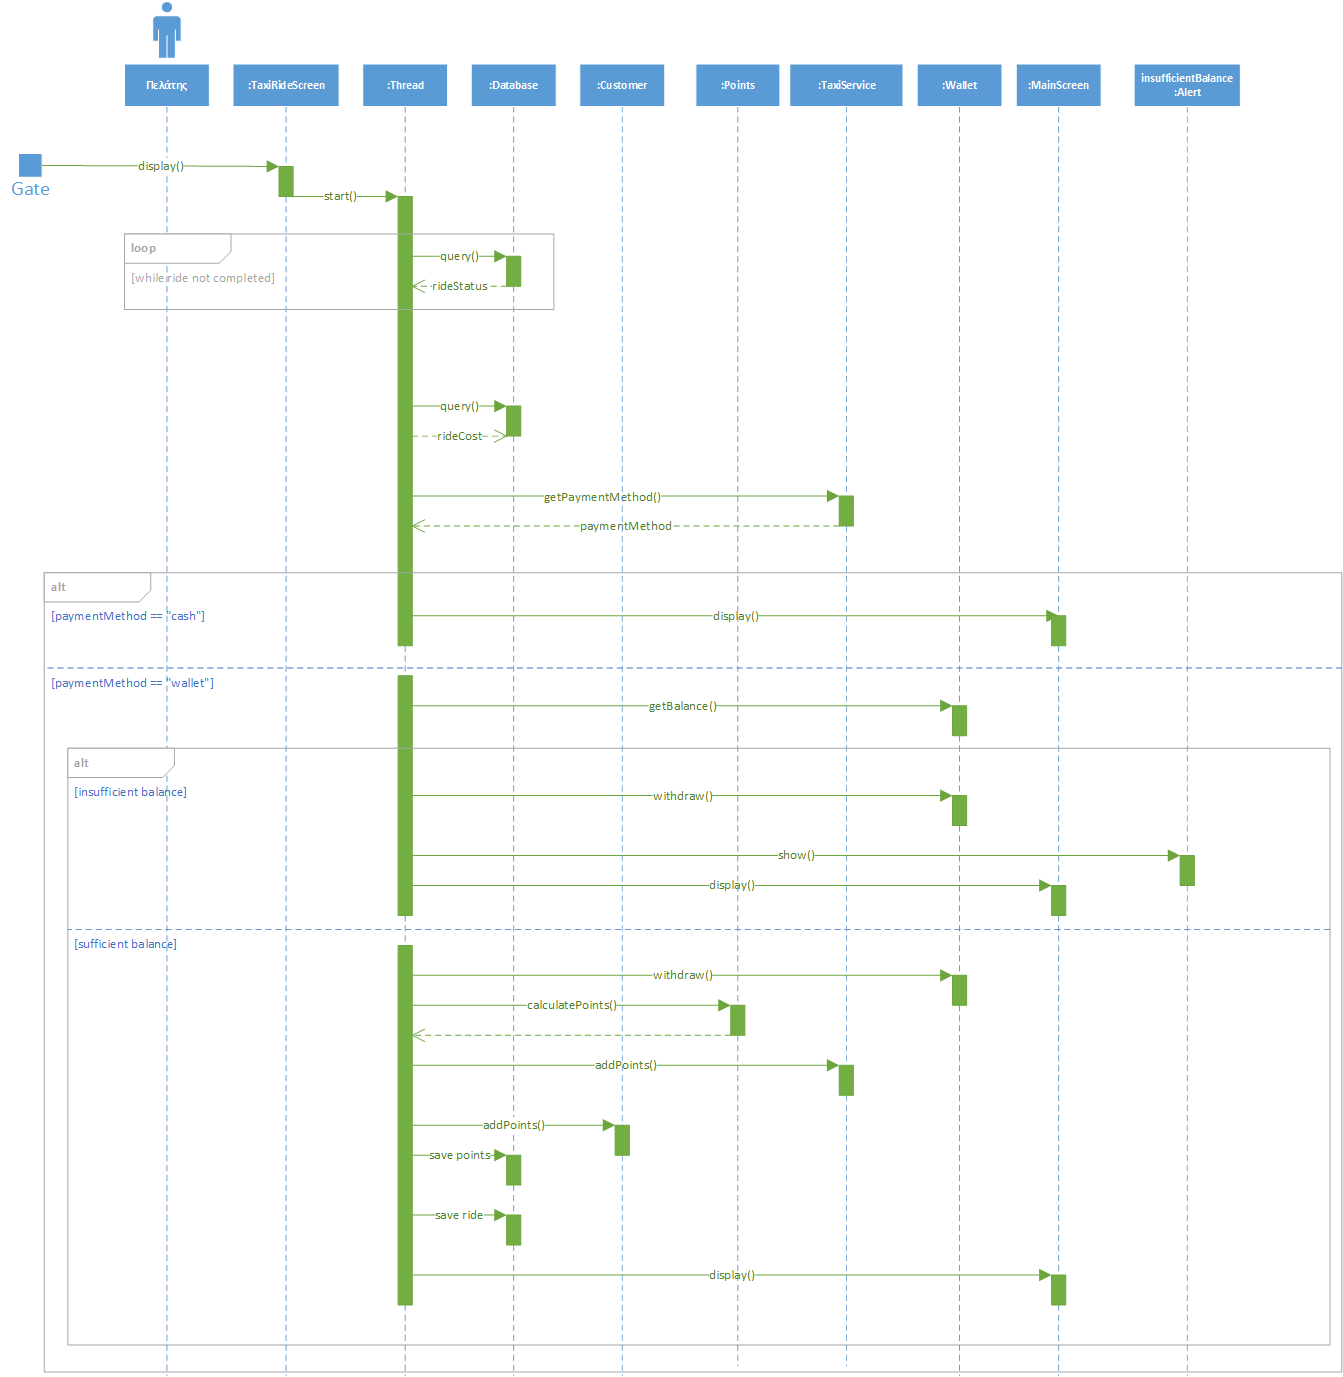 Πελάτης
:TaxiRideScreen
:Thread
:Database
:Customer
:Points
:TaxiService
:Wallet
:MainScreen
insufficientBalance
:Alert
display()
Gate
start()
loop
query()
[while ride not completed]
rideStatus
query()
rideCost
getPaymentMethod()
paymentMethod
alt
[paymentMethod == "cash"]
display()
[paymentMethod == "wallet"]
getBalance()
alt
[insufficient balance]
withdraw()
show()
display()
[sufficient balance]
withdraw()
calculatePoints()
addPoints()
addPoints()
save points
save ride
display()